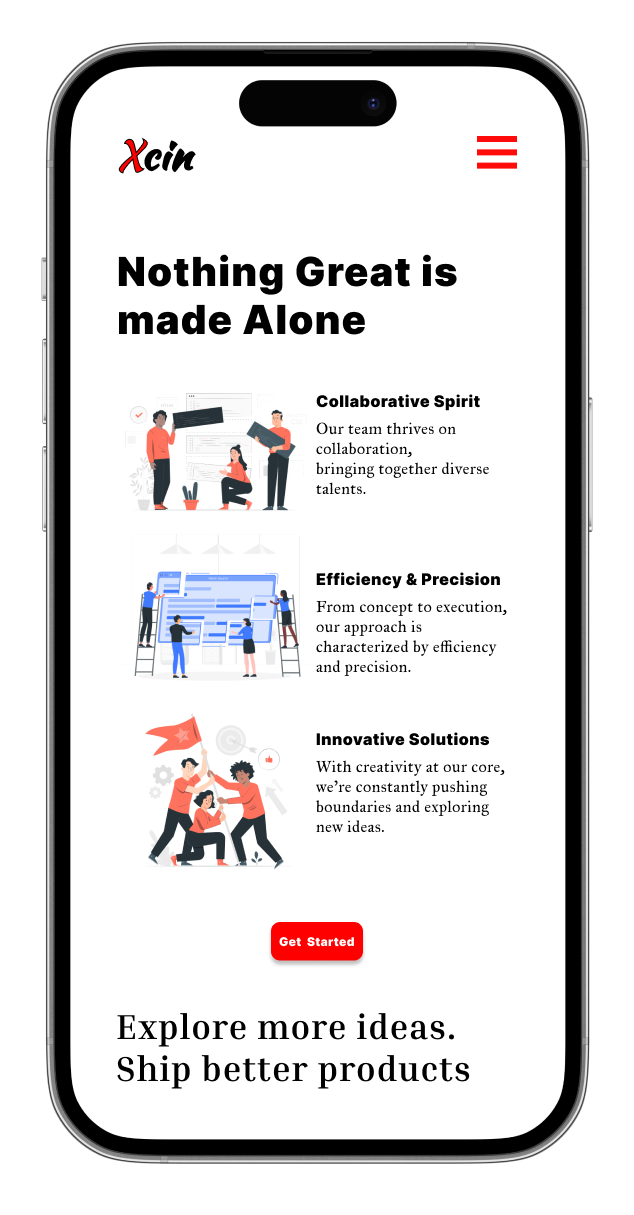 Xcin
Nothing Great is
made Alone
Collaborative Spirit
Our team thrives on
collaboration,
bringing together diverse
talents.
Efficiency & Precision
From concept to execution,
our approach is
characterized by efficiency
and precision.
Innovative Solutions
With creativity at our core,
we're constantly pushing
boundaries and exploring
new ideas.
Get Started
Explore more ideas.
Ship better products